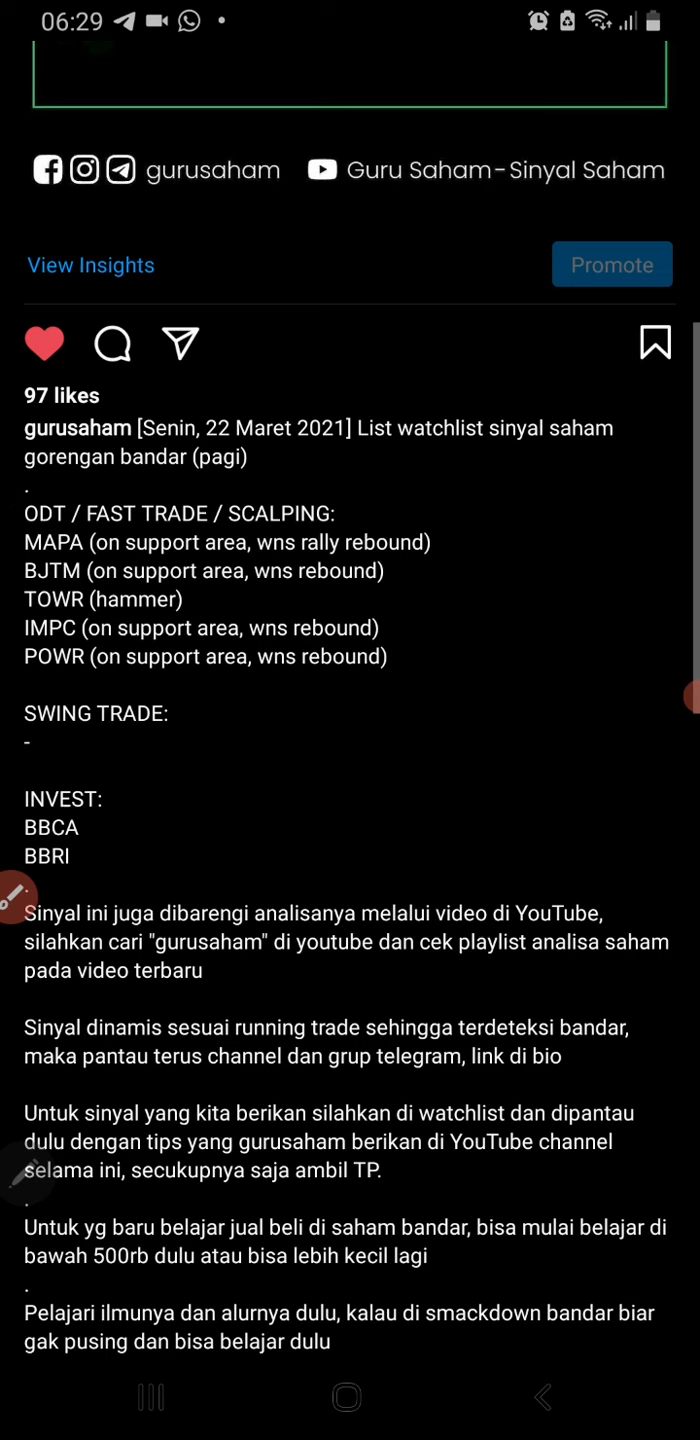 06:29
gurusaham Guru Saham-Sinyal Saham
View Insights Promote
97 likes
gurusaham [Senin, 22 Maret 2021] List watchlist sinyal saham
gorengan bandar (pagi)
.
ODT / FAST TRADE / SCALPING:
MAPA (on support area, wns rally rebound)
BJTM (on support area, wns rebound)
TOWR (hammer)
IMPC (on support area, wns rebound)
POWR (on support area, wns rebound)
SWING TRADE:
-
INVEST:
BBCA
BBRI
.
Sinyal ini juga dibarengi analisanya melalui video di YouTube,
silahkan cari "gurusaham" di youtube dan cek playlist analisa saham
pada video terbaru
Sinyal dinamis sesuai running trade sehingga terdeteksi bandar,
maka pantau terus channel dan grup telegram, link di bio
Untuk sinyal yang kita berikan silahkan di watchlist dan dipantau
dulu dengan tips yang gurusaham berikan di YouTube channel
selama ini, secukupnya saja ambil TP.
.
Untuk yg baru belajar jual beli di saham bandar, bisa mulai belajar di
bawah 500rb dulu atau bisa lebih kecil lagi
.
Pelajari ilmunya dan alurnya dulu, kalau di smackdown bandar biar
gak pusing dan bisa belajar dulu